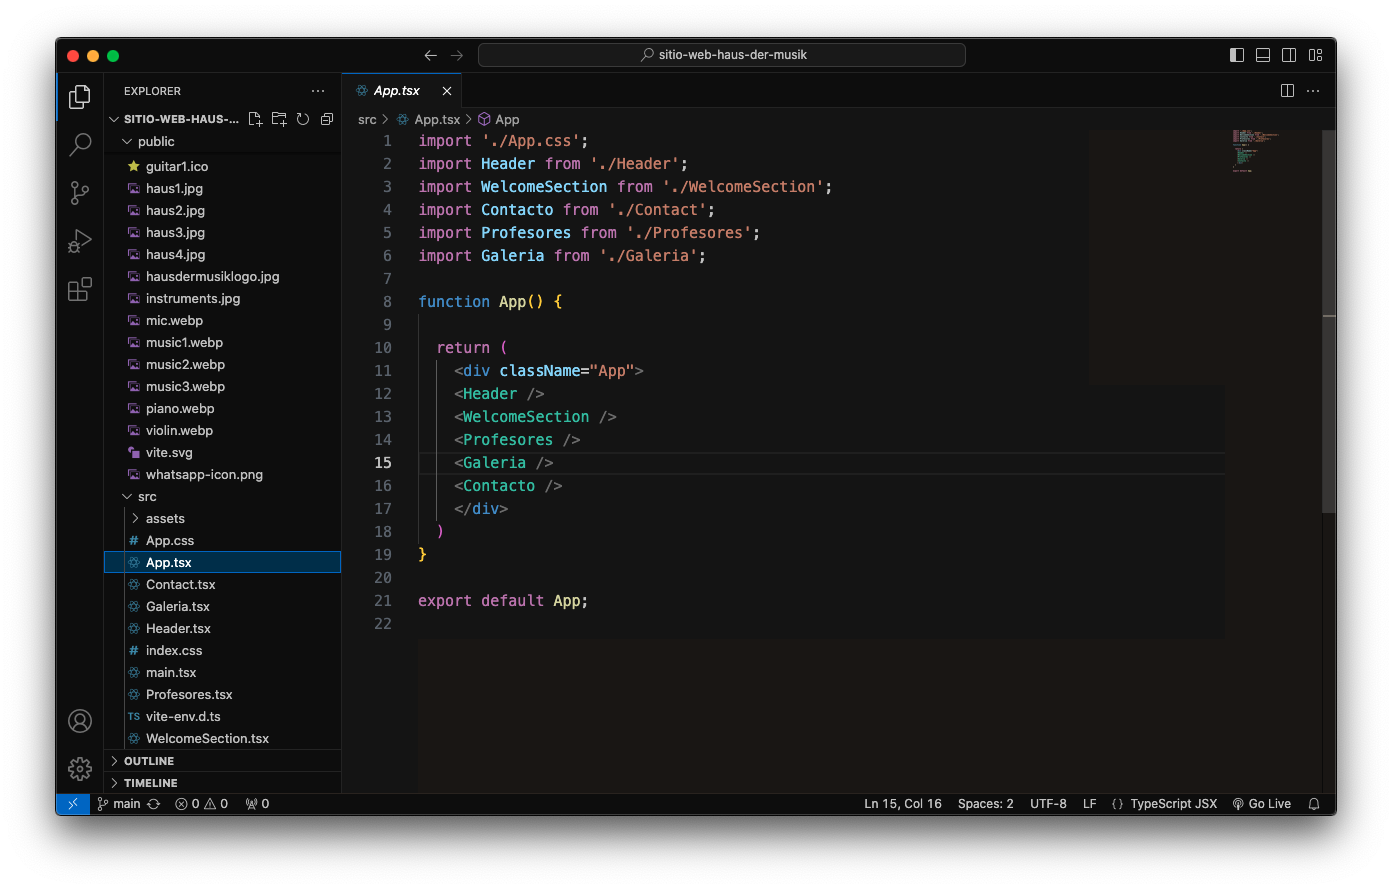 sitio-web-haus-der-musik
EXPLORER
SITIO-WEB-HAUS-...
public
guitar1.ico
haus1.jpg
haus2.jpg
haus3.jpg
haus4.jpg
hausdermusiklogo.jpg
instruments.jpg
mic.webp
music1.webp
music2.webp
music3.webp
piano.webp
violin.webp
vite.svg
whatsapp-icon.png
src
assets
# App.css
App.tsx
Contact.tsx
Galeria.tsx
Header.tsx
# index.css
main.tsx
Profesores.tsx
TS vite-env.d.ts
WelcomeSection.tsx
OUTLINE
TIMELINE
App.tsx
src > App.tsx > App
1 import './App.css';
2 import Header from './Header';
3 import WelcomeSection from './WelcomeSection';
4 import Contacto from './Contact';
5 import Profesores from './Profesores';
6 import Galeria from './Galeria';
7
8 function App() {
9
10 return (
11 <div className="App">
12 <Header />
13 <WelcomeSection />
14 <Profesores />
15 <Galeria />
16 <Contacto />
17 </div>
18 )
19 }
20
21 export default App;
22
main 0 0 0 Ln 15, Col 16 Spaces: 2 UTF-8 LF {} TypeScript JSX Go Live